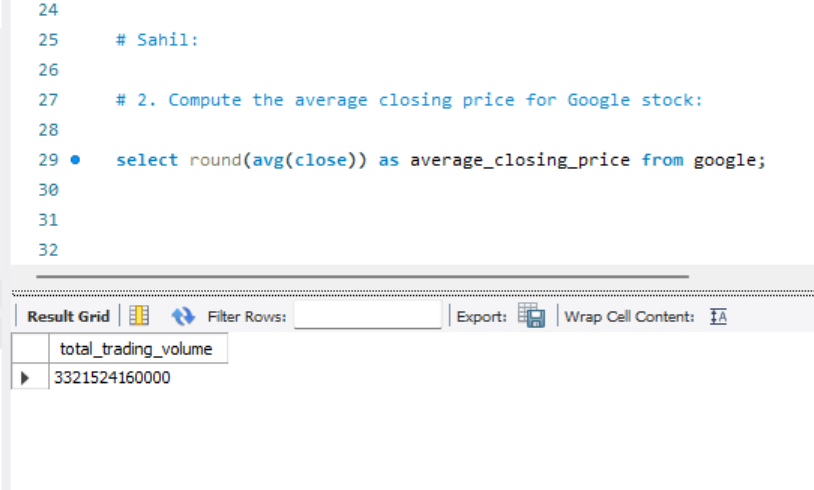 24
25 # Sahil:
26
27 # 2. Compute the average closing price for Google stock:
28
29 select round(avg(close)) as average_closing_price from google;
30
31
32
Result Grid Filter Rows: Export: Wrap Cell Content: IA
total_trading_volume
3321524160000